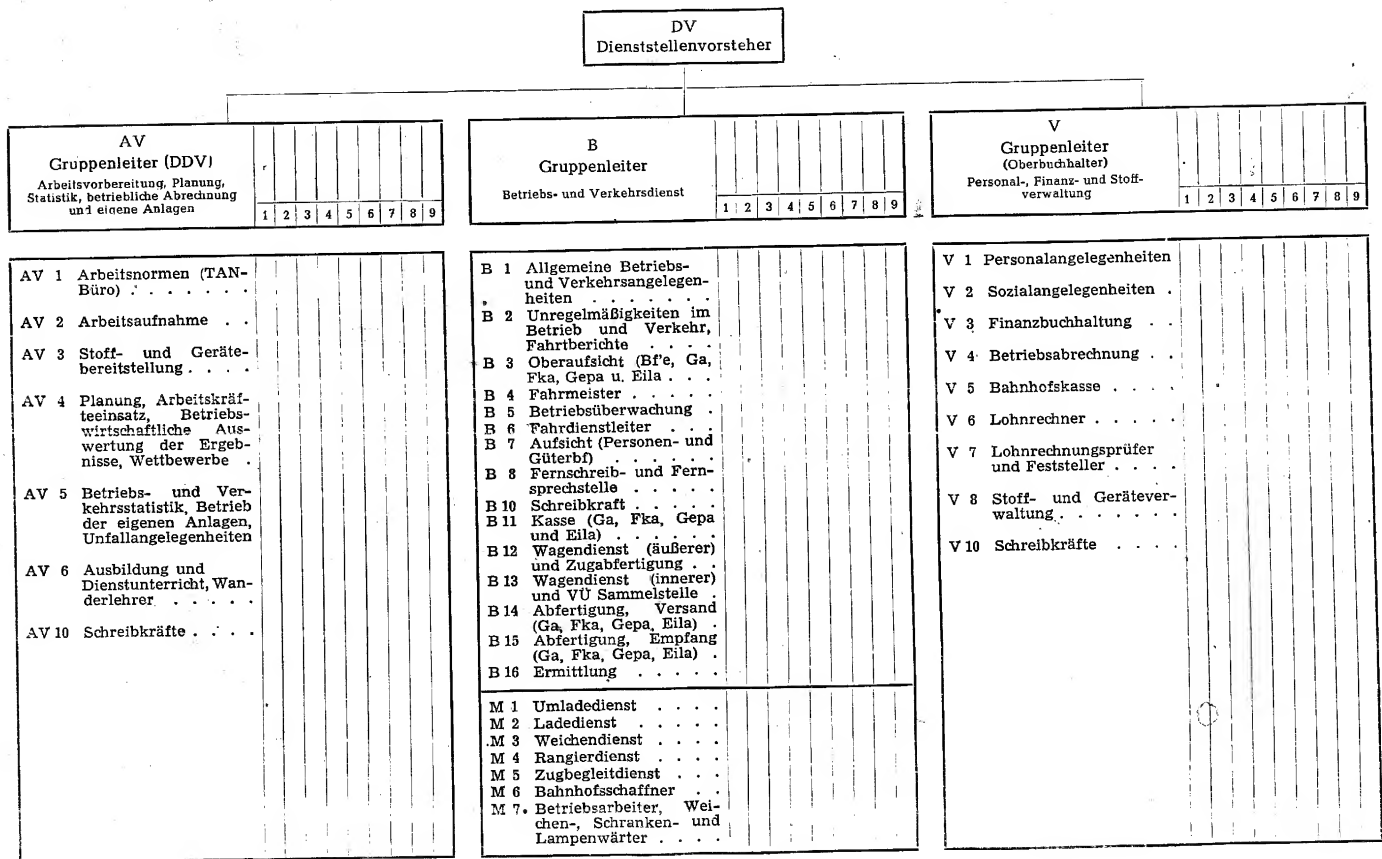 DV
Dienststellenvorsteher
AV
Gruppenleiter (DDV)
Arbeitsvorbereitung, Planung,
Statistik, betriebliche Abrechnung
und eigene Anlagen
1 2 3 4 5 6 7 8 9
B
Gruppenleiter
Betriebs- und Verkehrsdienst
1 2 3 4 5 6 7 8 9
V
Gruppenleiter
(Oberbuchhalter)
Personal-, Finanz- und Stoff-
verwaltung
1 2 3 4 5 6 7 8 9
AV 1 Arbeitsnormen (TAN-
Büro) . . . . . . .
AV 2 Arbeitsaufnahme . .
AV 3 Stoff- und Geräte-
bereitstellung . . . .
AV 4 Planung, Arbeitskräf-
teeinsatz, Betriebs-
wirtschaftliche Aus-
wertung der Ergeb-
nisse, Wettbewerbe .
AV 5 Betriebs- und Ver-
kehrsstatistik, Betrieb
der eigenen Anlagen,
Unfallangelegenheiten
AV 6 Ausbildung und
Dienstunterricht, Wan-
derlehrer . . . . .
AV 10 Schreibkräfte . . . .
B 1 Allgemeine Betriebs-
und Verkehrsangelegen-
heiten . . . . . . .
B 2 Unregelmäßigkeiten im
Betrieb und Verkehr,
Fahrtberichte . . . .
B 3 Oberaufsicht (Bf'e, Ga,
Fka, Gepa u. Eila . . .
B 4 Fahrmeister . . . . .
B 5 Betriebsüberwachung .
B 6 Fahrdienstleiter . . .
B 7 Aufsicht (Personen- und
Güterbf) . . . . . .
B 8 Fernschreib- und Fern-
sprechstelle . . . . .
B 10 Schreibkraft . . . . .
B 11 Kasse (Ga, Fka, Gepa
und Eila) . . . . . .
B 12 Wagendienst (äußerer)
und Zugabfertigung . .
B 13 Wagendienst (innerer)
und VÜ Sammelstelle .
B 14 Abfertigung, Versand
(Ga, Fka, Gepa, Eila) .
B 15 Abfertigung, Empfang
(Ga, Fka, Gepa, Eila) .
B 16 Ermittlung . . . . .
M 1 Umladedienst . . . .
M 2 Ladedienst . . . . .
M 3 Weichendienst . . . .
M 4 Rangierdienst . . . .
M 5 Zugbegleitdienst . . .
M 6 Bahnhofsschaffner . .
M 7 Betriebsarbeiter, Wei-
chen-, Schranken- und
Lampenwärter . . . .
V 1 Personalangelegenheiten
V 2 Sozialangelegenheiten .
V 3 Finanzbuchhaltung . .
V 4 Betriebsabrechnung . .
V 5 Bahnhofskasse . . . .
V 6 Lohnrechner . . . . .
V 7 Lohnrechnungsprüfer
und Feststeller . . . .
V 8 Stoff- und Gerätever-
waltung . . . . . . .
V 10 Schreibkräfte . . . .